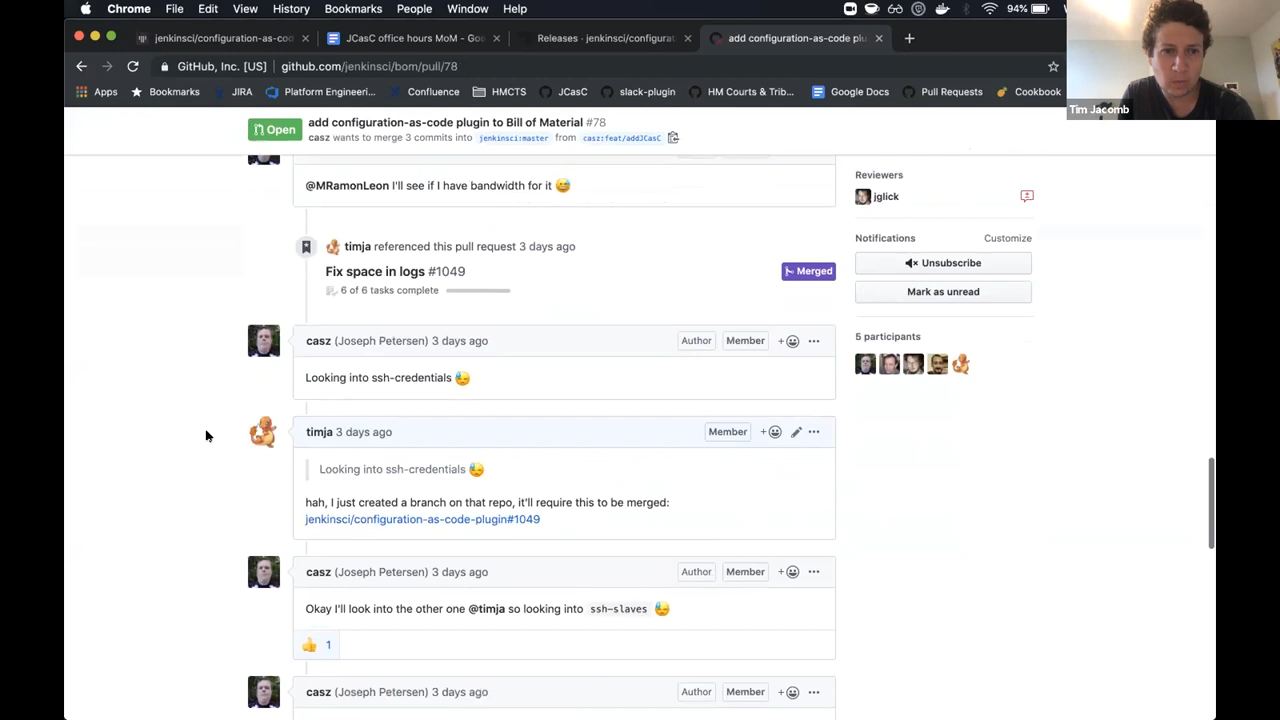 Chrome File Edit View History Bookmarks People Window Help 94%
jenkinsci/configuration-as-cod × JCasC office hours MoM - Goo × Releases · jenkinsci/configurat × add configuration-as-code plu × +
GitHub, Inc. [US] github.com/jenkinsci/bom/pull/78
Apps Bookmarks JIRA Platform Engineering... Confluence HMCTS JCasC slack-plugin HM Courts & Trib... Google Docs Pull Requests Cookbook
Tim Jacomb
Open
add configuration-as-code plugin to Bill of Material #78
casz wants to merge 3 commits into jenkinsci:master from casz:feat/addJCasC
@MRamonLeon I'll see if I have bandwidth for it 😅
timja referenced this pull request 3 days ago
Fix space in logs #1049
Merged
6 of 6 tasks complete
casz (Joseph Petersen) 3 days ago
Author Member
Looking into ssh-credentials 😓
timja 3 days ago
Member
Looking into ssh-credentials 😓
hah, I just created a branch on that repo, it'll require this to be merged:
jenkinsci/configuration-as-code-plugin#1049
casz (Joseph Petersen) 3 days ago
Author Member
Okay I'll look into the other one @timja so looking into ssh-slaves 😓
👍 1
casz (Joseph Petersen) 3 days ago
Author Member
Reviewers
jglick
Notifications Customize
Unsubscribe
Mark as unread
5 participants